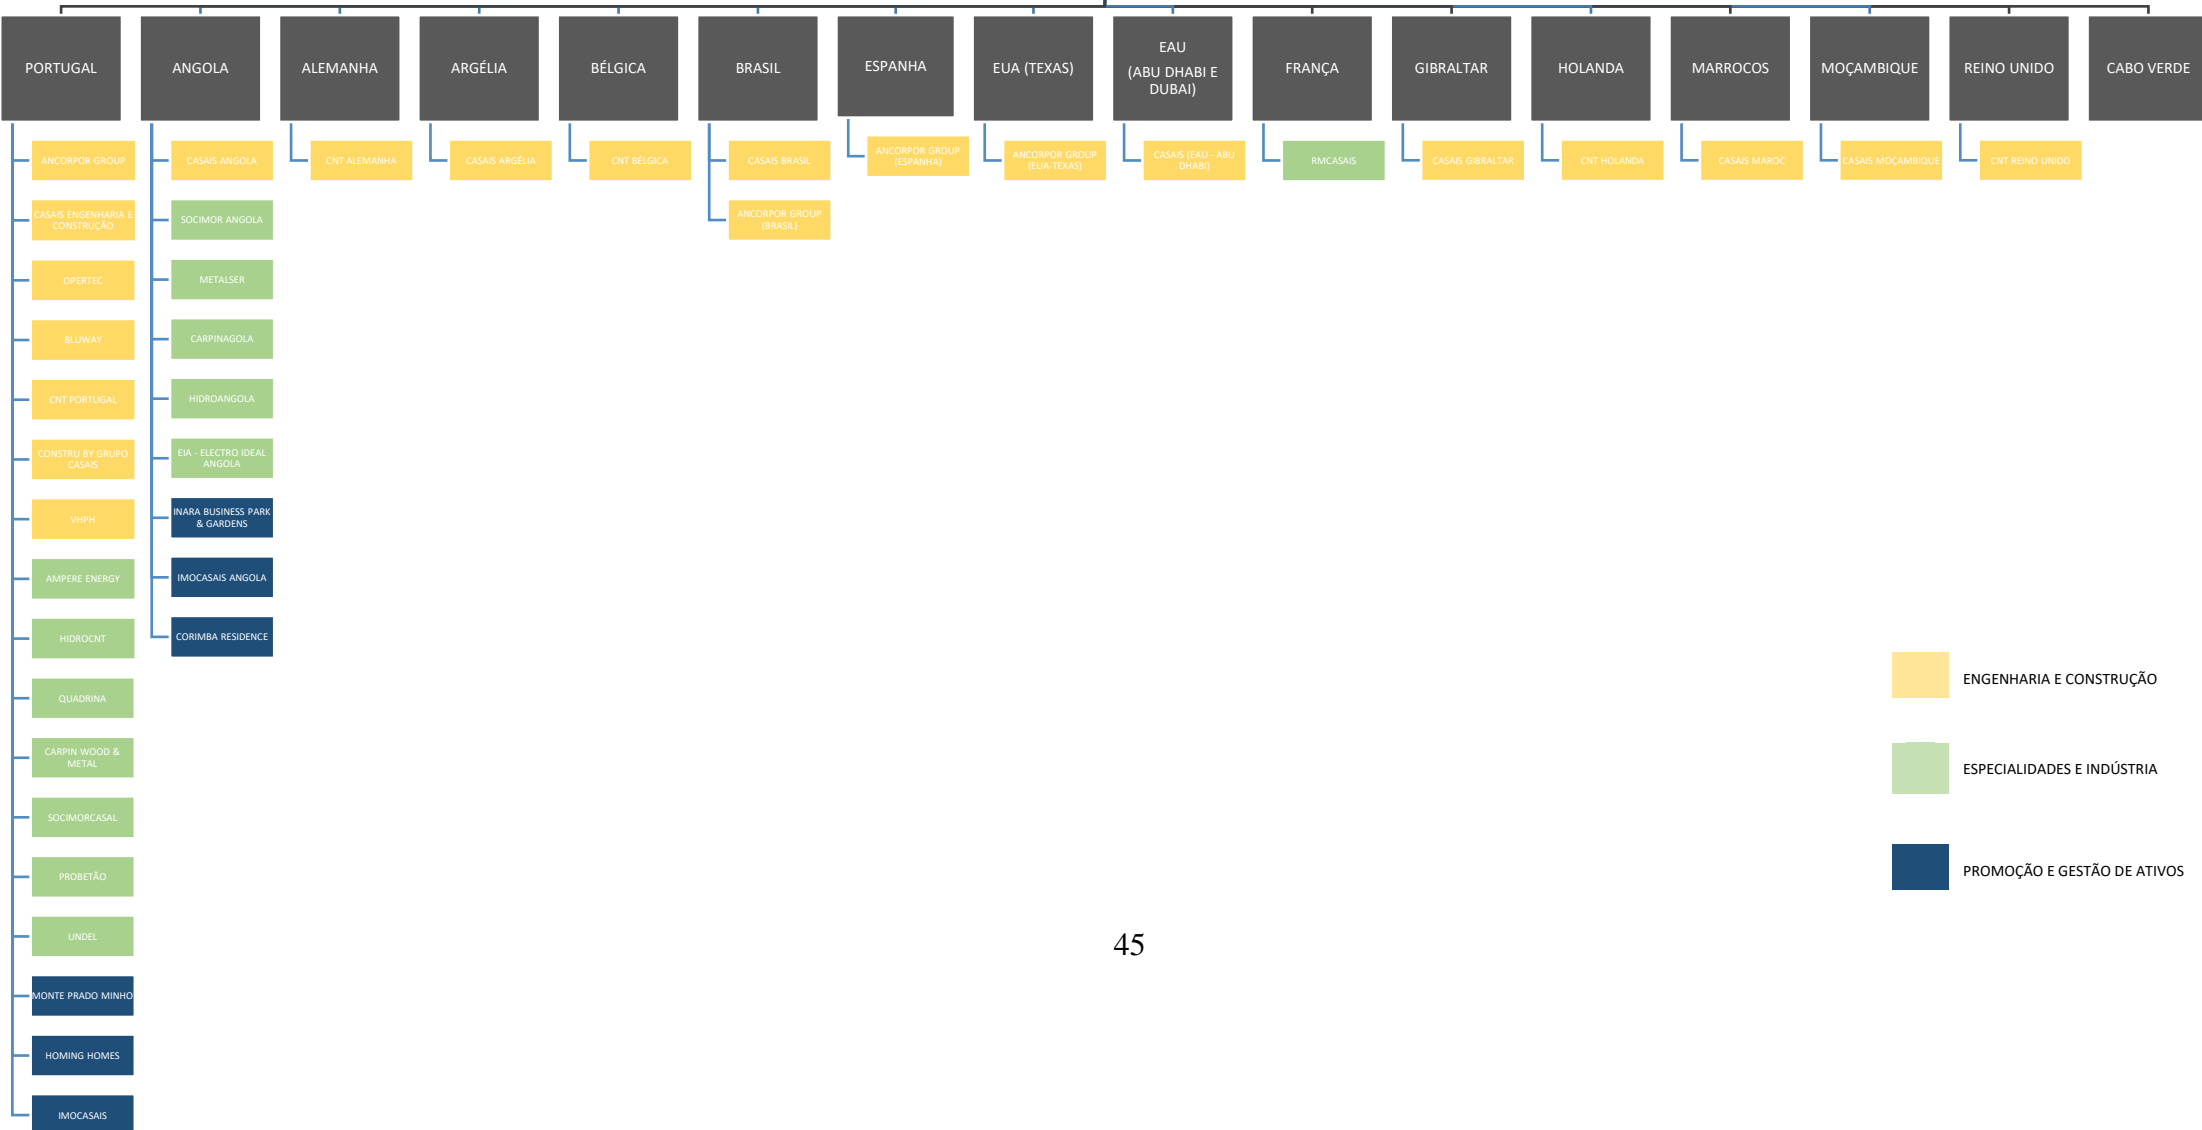 PORTUGAL
ANGOLA
ALEMANHA
ARGÉLIA
BÉLGICA
BRASIL
ESPANHA
EUA (TEXAS)
EAU
(ABU DHABI E
DUBAI)
FRANÇA
GIBRALTAR
HOLANDA
MARROCOS
MOÇAMBIQUE
REINO UNIDO
CABO VERDE
ANCORPOR GROUP
CASAIS ENGENHARIA E
CONSTRUÇÃO
OPERTEC
BLUWAY
CNT PORTUGAL
CONSTRU BY GRUPO
CASAIS
VHPH
AMPERE ENERGY
HIDROCNT
QUADRINA
CARPIN WOOD &
METAL
SOCIMORCASAL
PROBETÃO
UNDEL
MONTE PRADO MINHO
HOMING HOMES
IMOCASAIS
CASAIS ANGOLA
SOCIMOR ANGOLA
METALSER
CARPINAGOLA
HIDROANGOLA
EIA - ELECTRO IDEAL
ANGOLA
INARA BUSINESS PARK
& GARDENS
IMOCASAIS ANGOLA
CORIMBA RESIDENCE
CNT ALEMANHA
CASAIS ARGÉLIA
CNT BÉLGICA
CASAIS BRASIL
ANCORPOR GROUP
(BRASIL)
ANCORPOR GROUP
(ESPANHA)
ANCORPOR GROUP
(EUA-TEXAS)
CASAIS (EAU - ABU
DHABI)
RMCASAIS
CASAIS GIBRALTAR
CNT HOLANDA
CASAIS MAROC
CASAIS MOÇAMBIQUE
CNT REINO UNIDO
ENGENHARIA E CONSTRUÇÃO
ESPECIALIDADES E INDÚSTRIA
PROMOÇÃO E GESTÃO DE ATIVOS
45